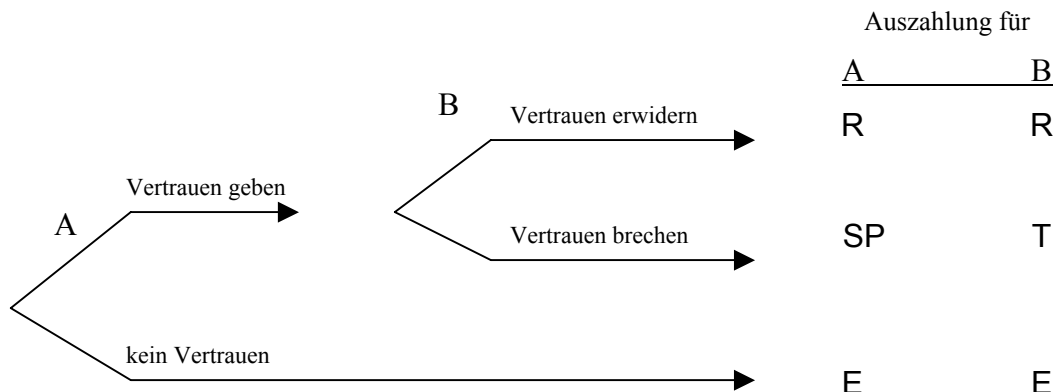 Auszahlung für
A B
B
Vertrauen erwidern
R R
Vertrauen geben
A
Vertrauen brechen
SP T
kein Vertrauen
E E